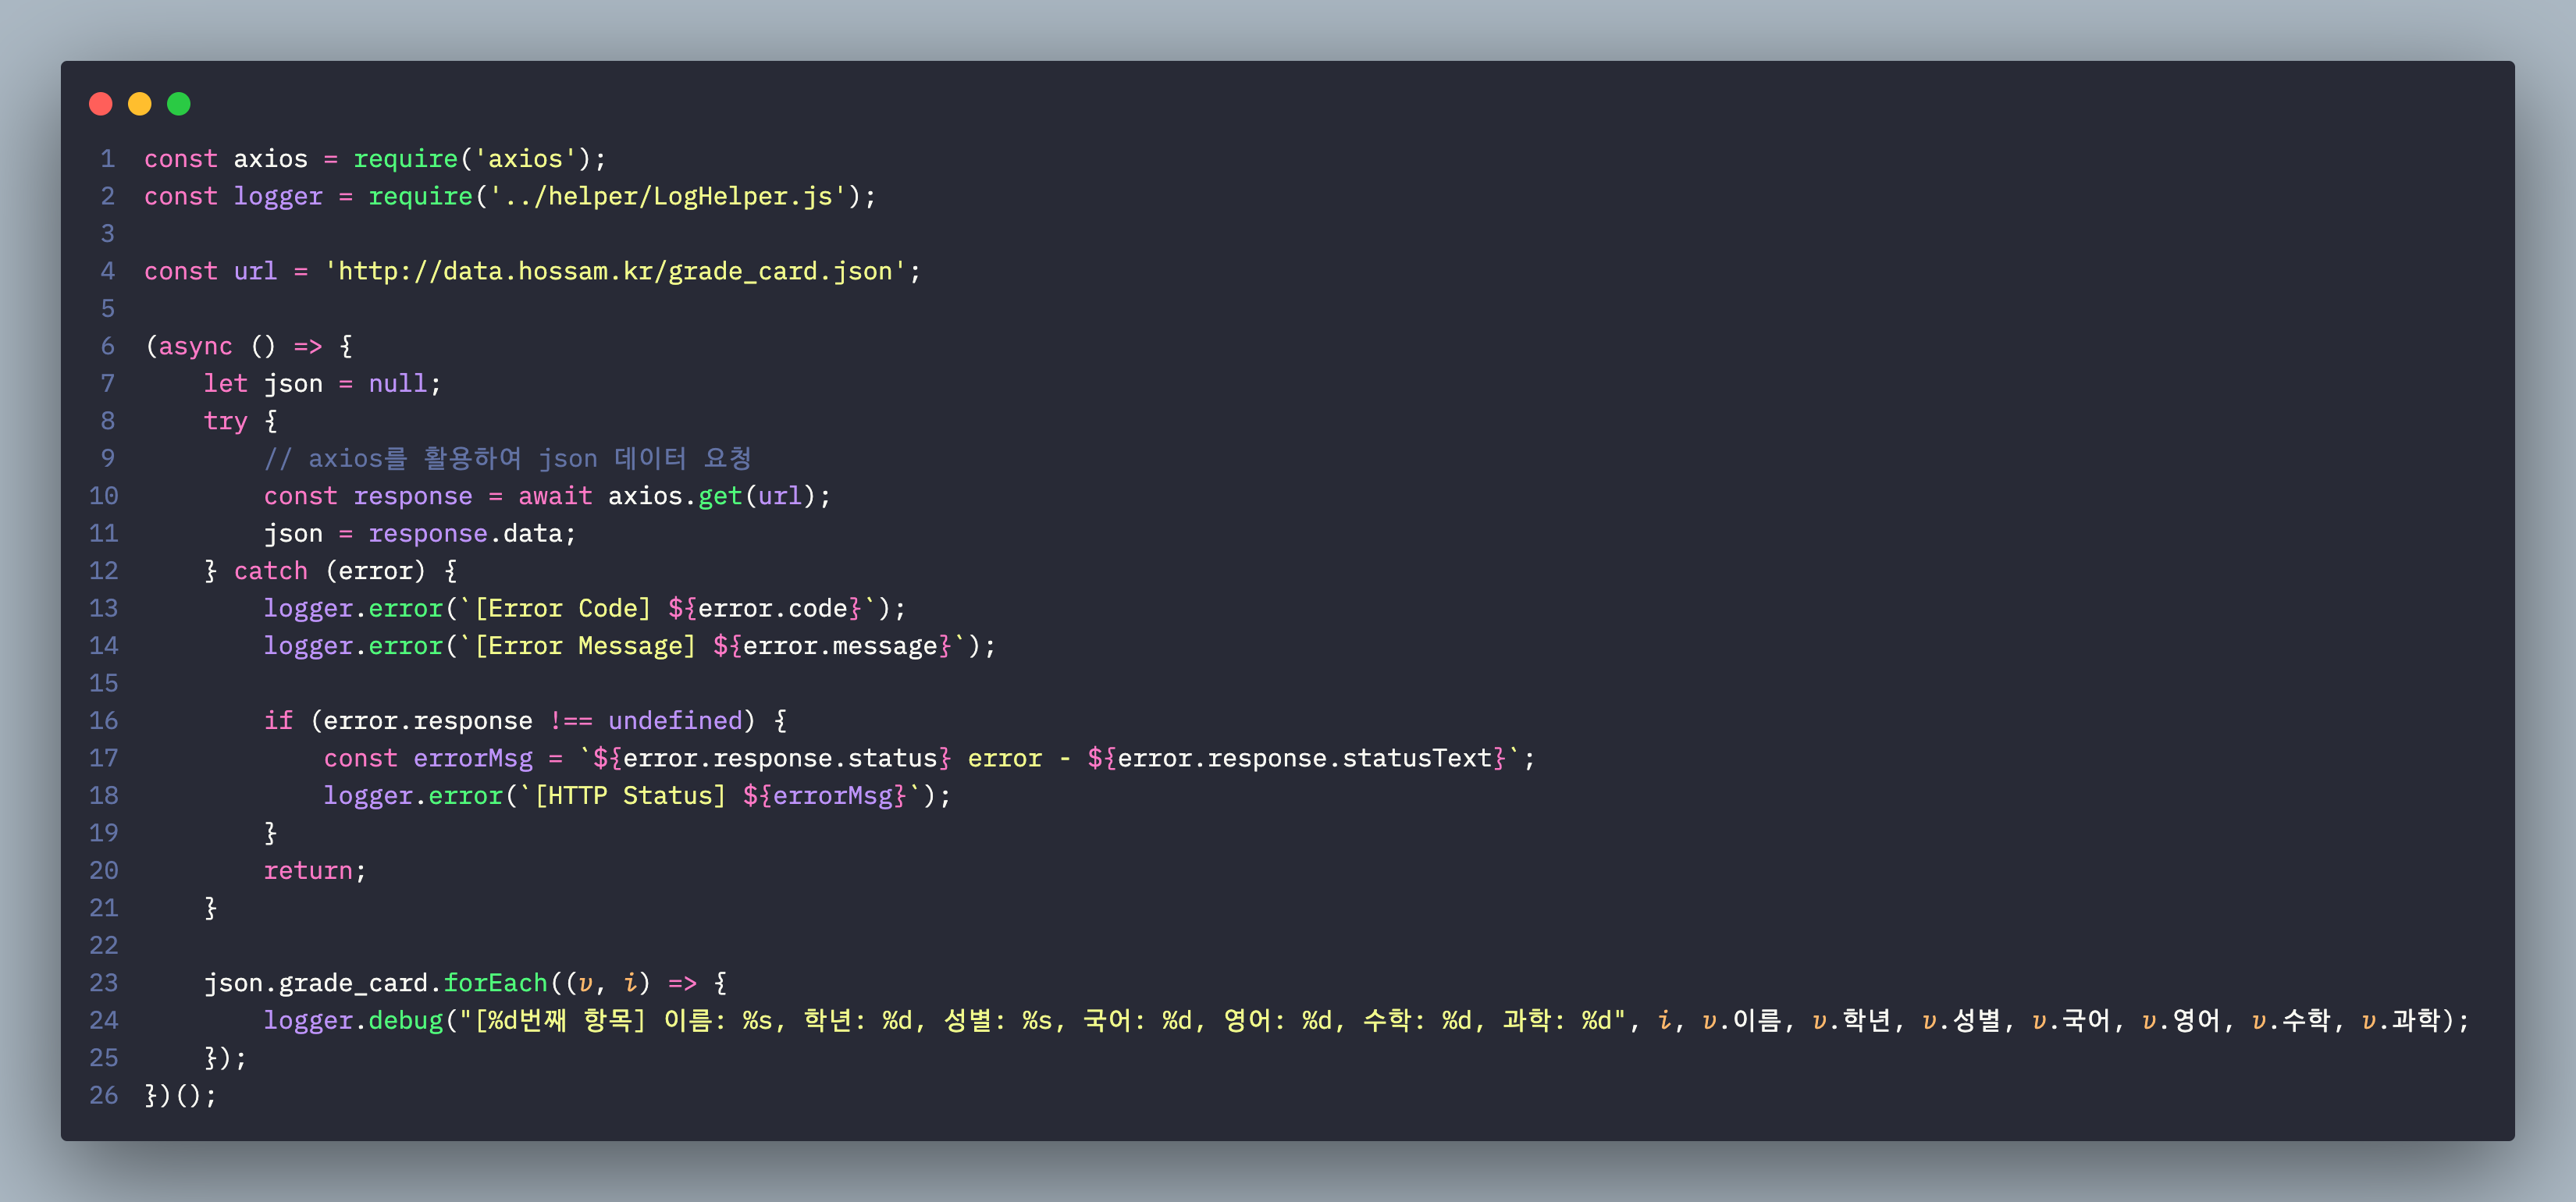 1 const axios = require('axios');
2 const logger = require('../helper/LogHelper.js');
3
4 const url = 'http://data.hossam.kr/grade_card.json';
5
6 (async () => {
7     let json = null;
8     try {
9         // axios를 활용하여 json 데이터 요청
10         const response = await axios.get(url);
11         json = response.data;
12     } catch (error) {
13         logger.error(`[Error Code] ${error.code}`);
14         logger.error(`[Error Message] ${error.message}`);
15
16         if (error.response !== undefined) {
17             const errorMsg = `${error.response.status} error - ${error.response.statusText}`;
18             logger.error(`[HTTP Status] ${errorMsg}`);
19         }
20         return;
21     }
22
23     json.grade_card.forEach((v, i) => {
24         logger.debug("[%d번째 항목] 이름: %s, 학년: %d, 성별: %s, 국어: %d, 영어: %d, 수학: %d, 과학: %d", i, v.이름, v.학년, v.성별, v.국어, v.영어, v.수학, v.과학);
25     });
26 })();